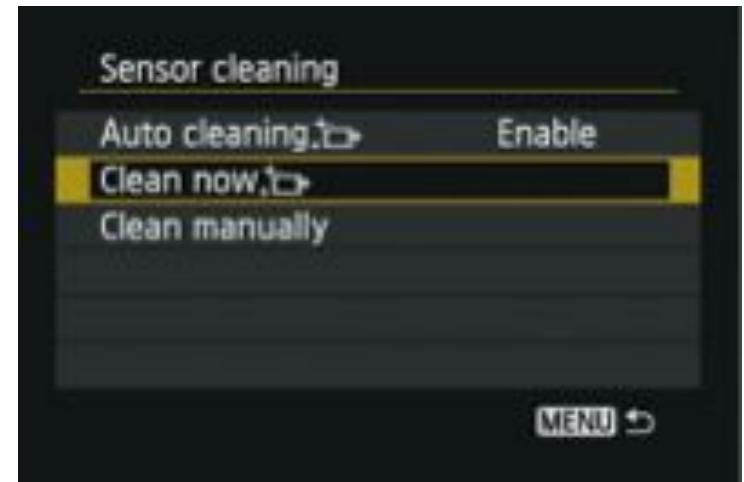 Sensor cleaning
Auto cleaning Enable
Clean now
Clean manually
MENU